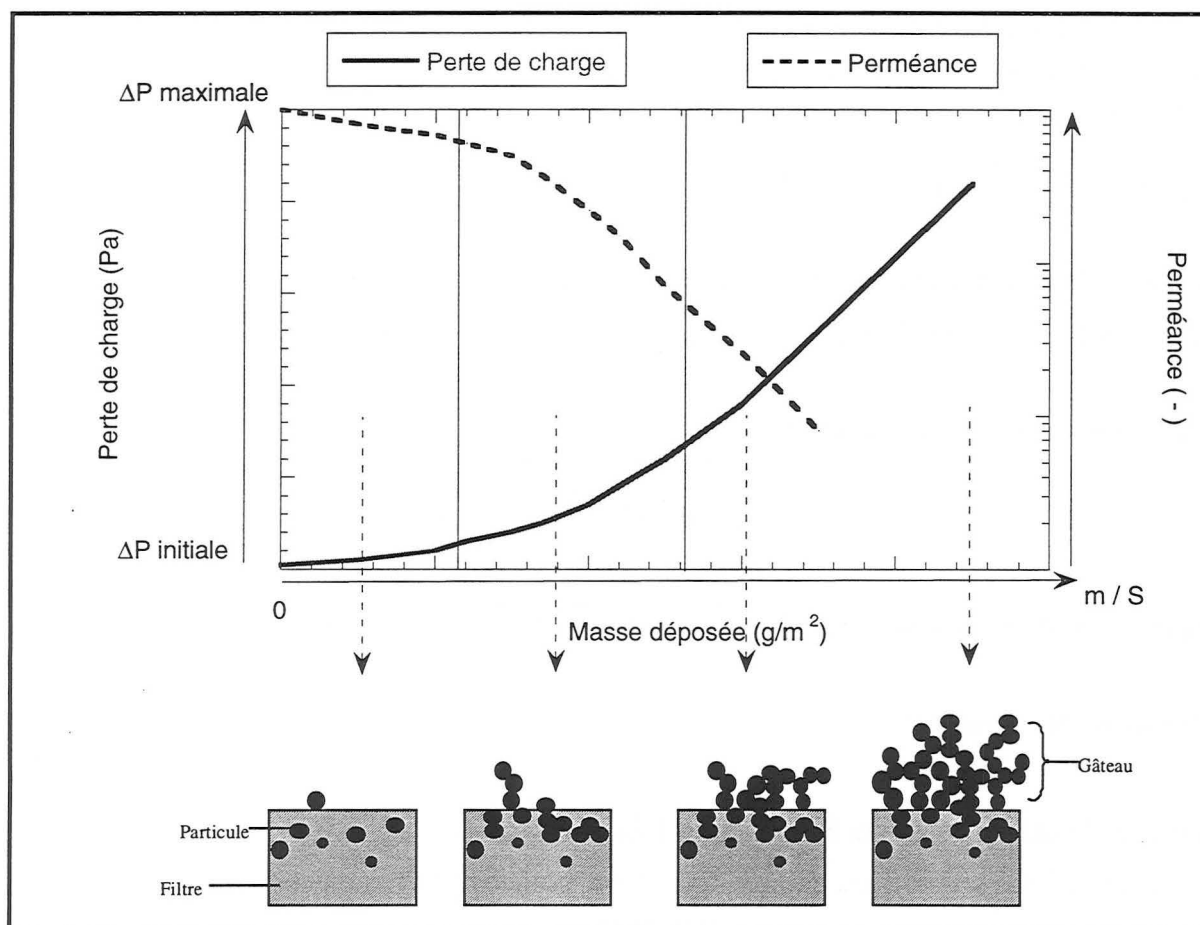 Perte de charge
Perméance
ΔP maximale
Perte de charge (Pa)
Perméance ( - )
ΔP initiale
0
m / S
Masse déposée (g/m²)
Gâteau
Particule
Filtre